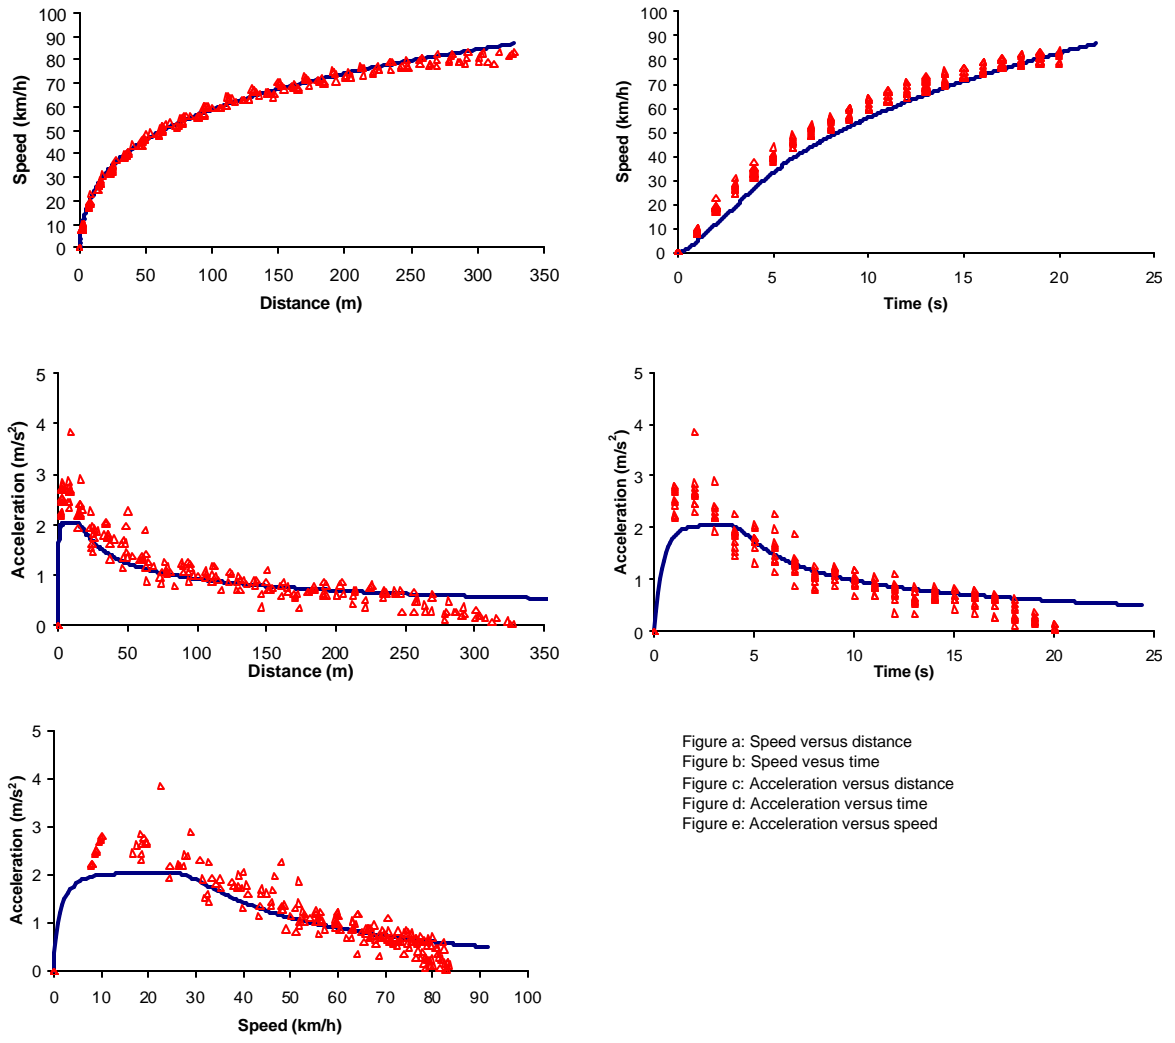 100
90
80
70
60
50
40
30
20
10
0
Speed (km/h)
0 50 100 150 200 250 300 350
Distance (m)
100
90
80
70
60
50
40
30
20
10
0
Speed (km/h)
0 5 10 15 20 25
Time (s)
5
4
3
2
1
0
Acceleration (m/s²)
0 50 100 150 200 250 300 350
Distance (m)
5
4
3
2
1
0
Acceleration (m/s²)
0 5 10 15 20 25
Time (s)
5
4
3
2
1
0
Acceleration (m/s²)
0 10 20 30 40 50 60 70 80 90 100
Speed (km/h)
Figure a: Speed versus distance
Figure b: Speed vesus time
Figure c: Acceleration versus distance
Figure d: Acceleration versus time
Figure e: Acceleration versus speed